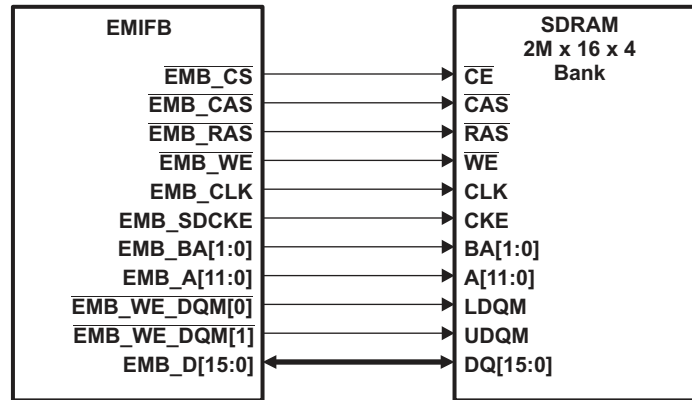 EMIFB
EMB_CS
EMB_CAS
EMB_RAS
EMB_WE
EMB_CLK
EMB_SDCKE
EMB_BA[1:0]
EMB_A[11:0]
EMB_WE_DQM[0]
EMB_WE_DQM[1]
EMB_D[15:0]
SDRAM
2M x 16 x 4
Bank
CE
CAS
RAS
WE
CLK
CKE
BA[1:0]
A[11:0]
LDQM
UDQM
DQ[15:0]